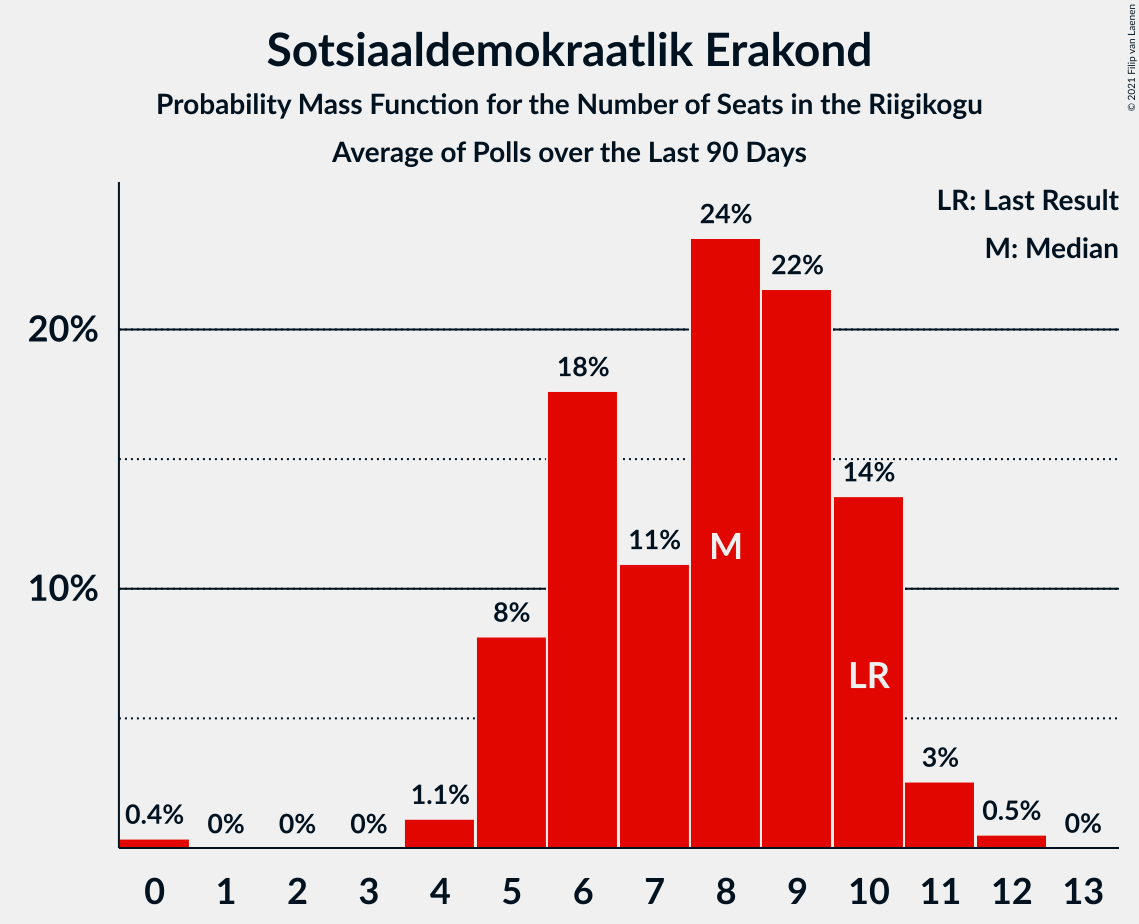 Sotsiaaldemokraatlik Erakond
Probability Mass Function for the Number of Seats in the Riigikogu
Average of Polls over the Last 90 Days
© 2021 Filip van Laenen
LR: Last Result
M: Median
24%
22%
20%
18%
14%
11%
M
10%
8%
LR
3%
1.1%
0.4%
0%
0%
0%
0.5%
0%
0 1 2 3 4 5 6 7 8 9 10 11 12 13